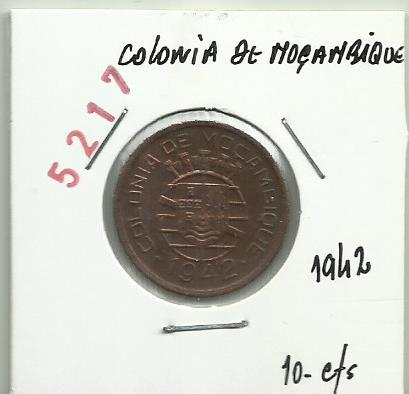 COLONIA DE MOÇAMBIQUE
5217
COLONIA DE MOÇAMBIQUE
1942
1942
10- cts